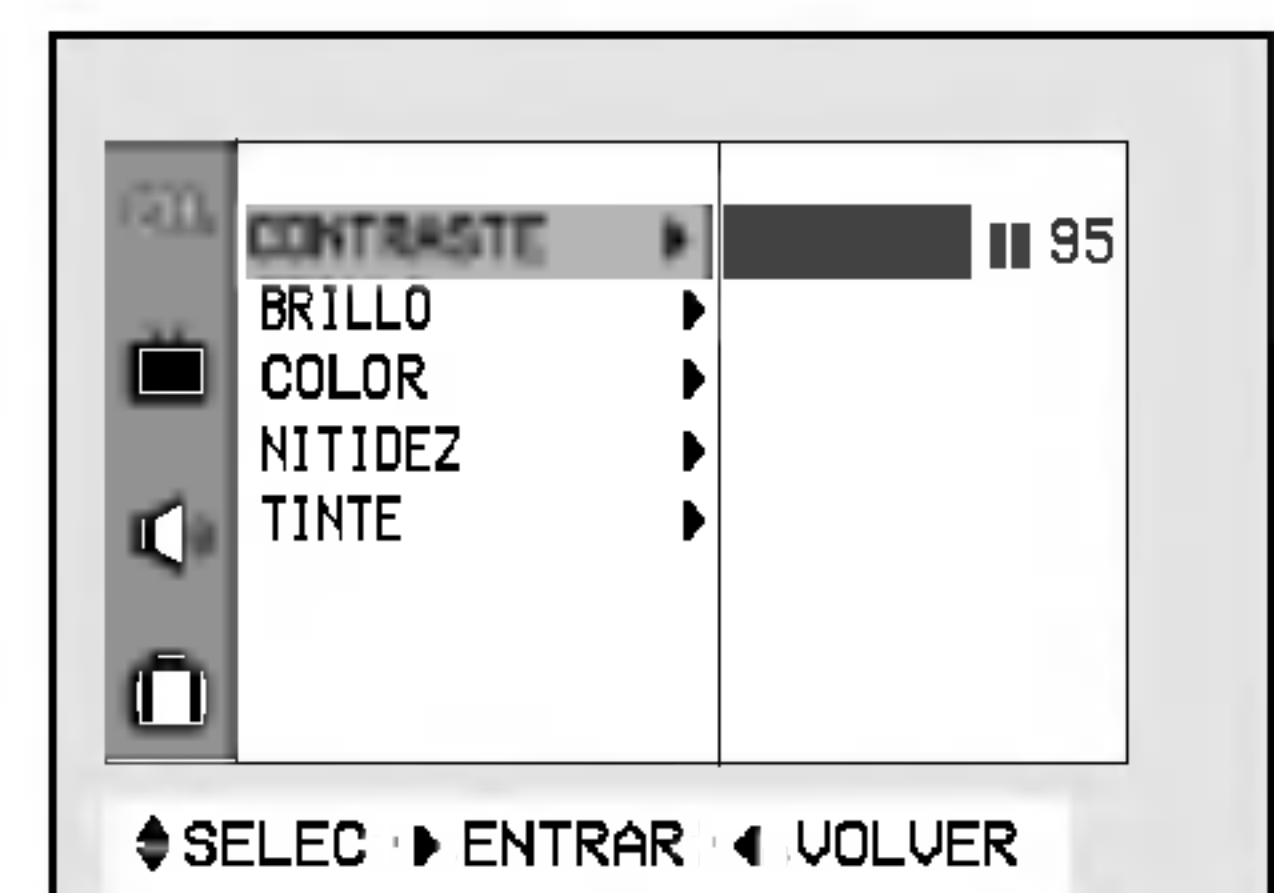 CONTRASTE 95
BRILLO
COLOR
NITIDEZ
TINTE
SELEC ENTRAR VOLVER